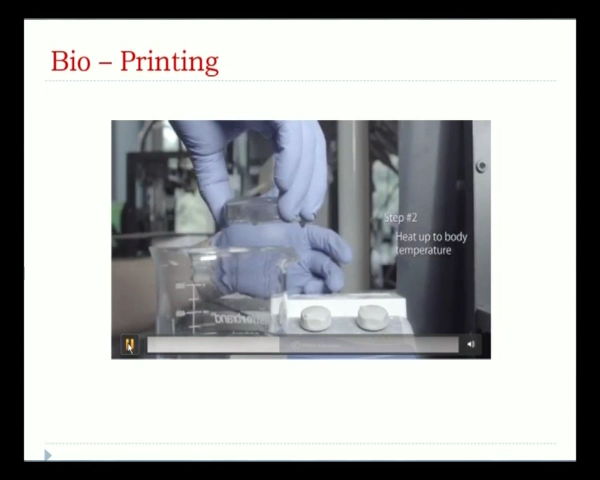 Bio – Printing
Step #2
Heat up to body
temperature